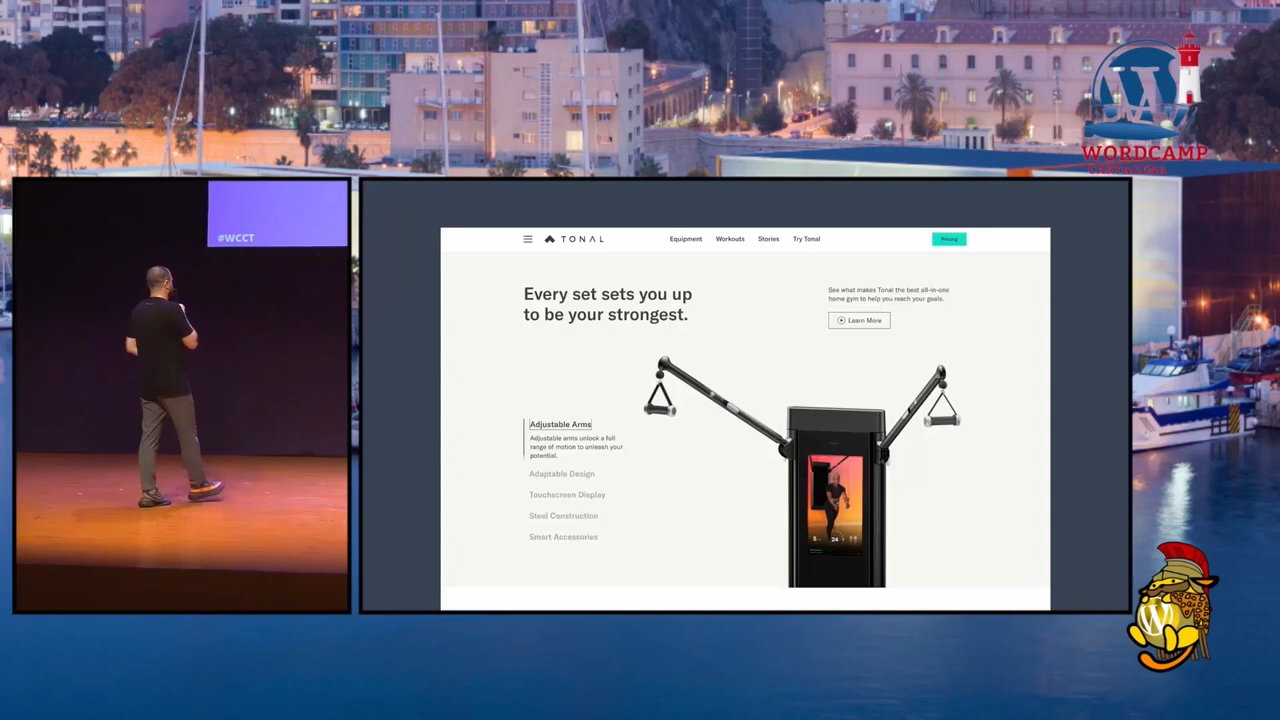 WORDCAMP
CARTAGENA
#WCCT
TONAL
Equipment
Workouts
Stories
Try Tonal
Pricing
Every set sets you up
to be your strongest.
See what makes Tonal the best all-in-one
home gym to help you reach your goals.
Learn More
Adjustable Arms
Adjustable arms unlock a full
range of motion to unleash your
potential.
Adaptable Design
Touchscreen Display
Steel Construction
Smart Accessories
5
24